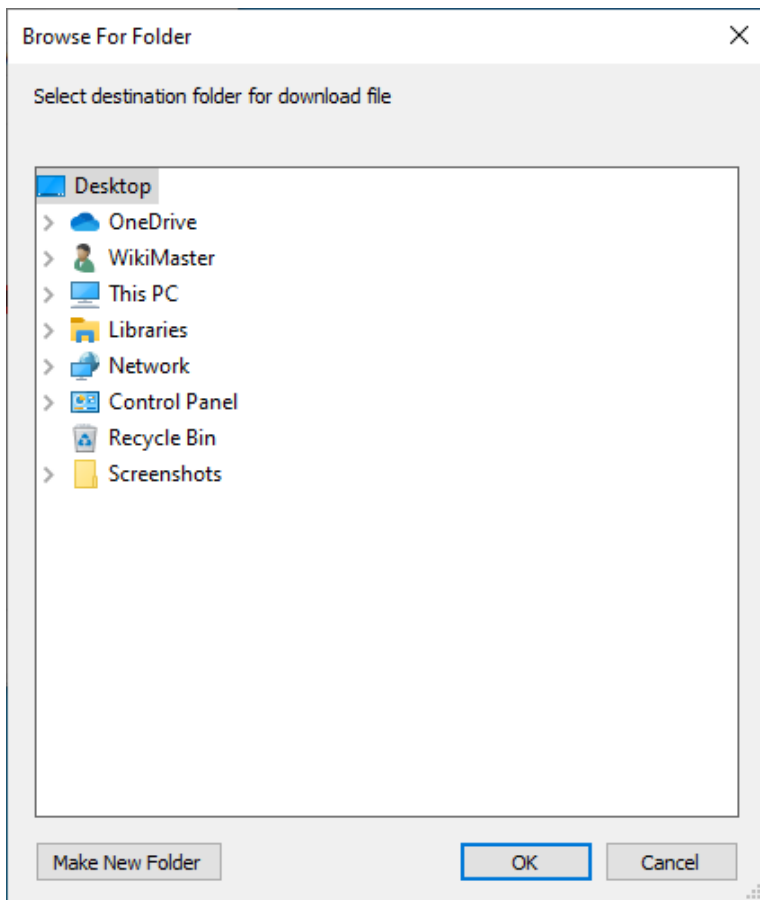 Browse For Folder
Select destination folder for download file
Desktop
OneDrive
WikiMaster
This PC
Libraries
Network
Control Panel
Recycle Bin
Screenshots
Make New Folder OK Cancel